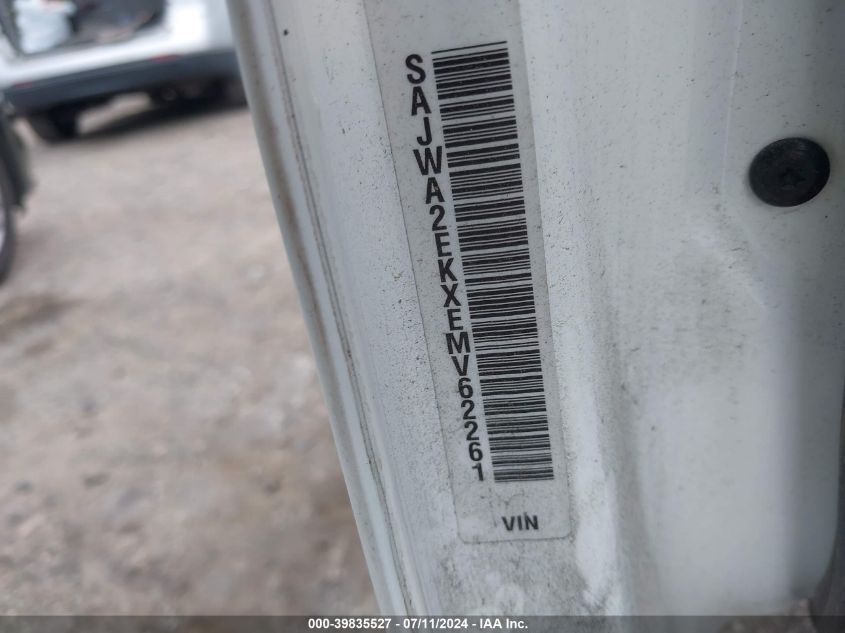 SAJWA2EKXEMV62261
VIN
000-39835527 - 07/11/2024 - IAA Inc.